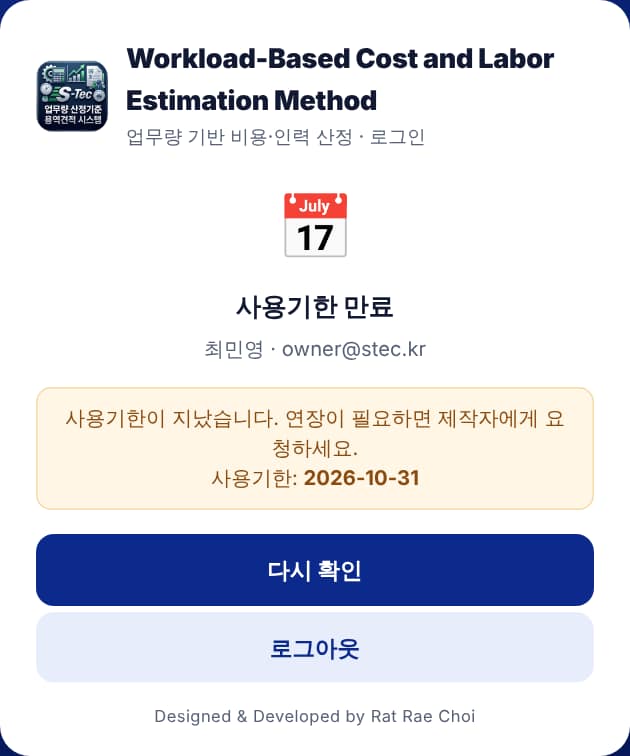 Workload-Based Cost and Labor
Estimation Method
업무량 기반 비용·인력 산정 · 로그인
S-Tec
업무량 산정기준
용역견적 시스템
July
17
사용기한 만료
최민영 · owner@stec.kr
사용기한이 지났습니다. 연장이 필요하면 제작자에게 요
청하세요.
사용기한: 2026-10-31
다시 확인
로그아웃
Designed & Developed by Rat Rae Choi